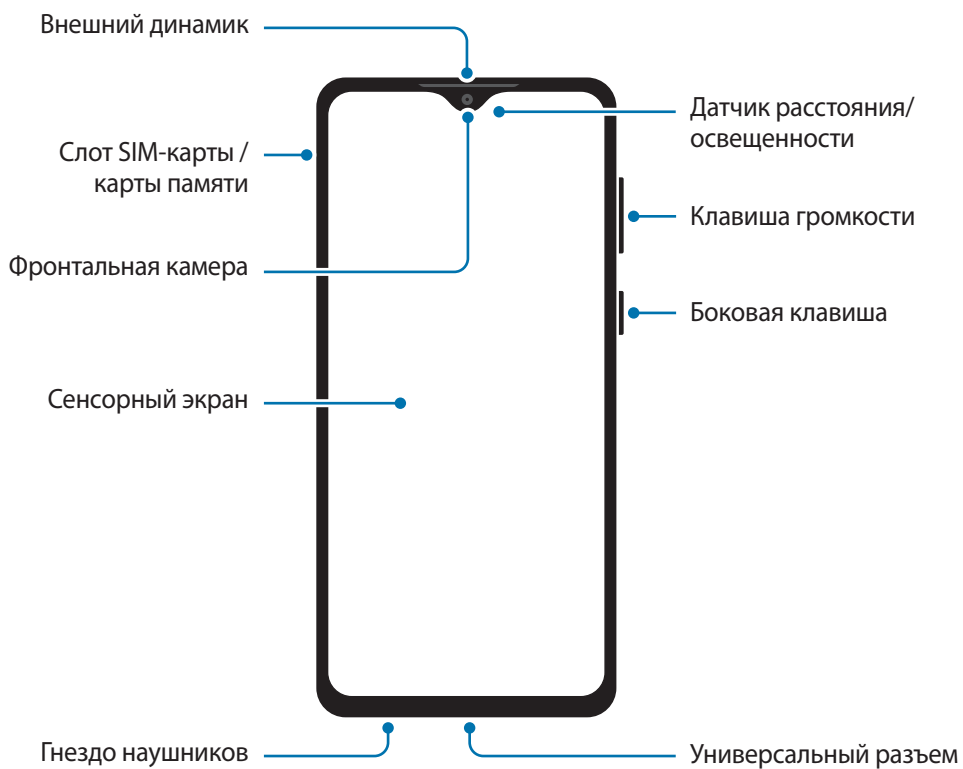 Внешний динамик
Слот SIM-карты /
карты памяти
Фронтальная камера
Сенсорный экран
Гнездо наушников
Датчик расстояния/
освещенности
Клавиша громкости
Боковая клавиша
Универсальный разъем